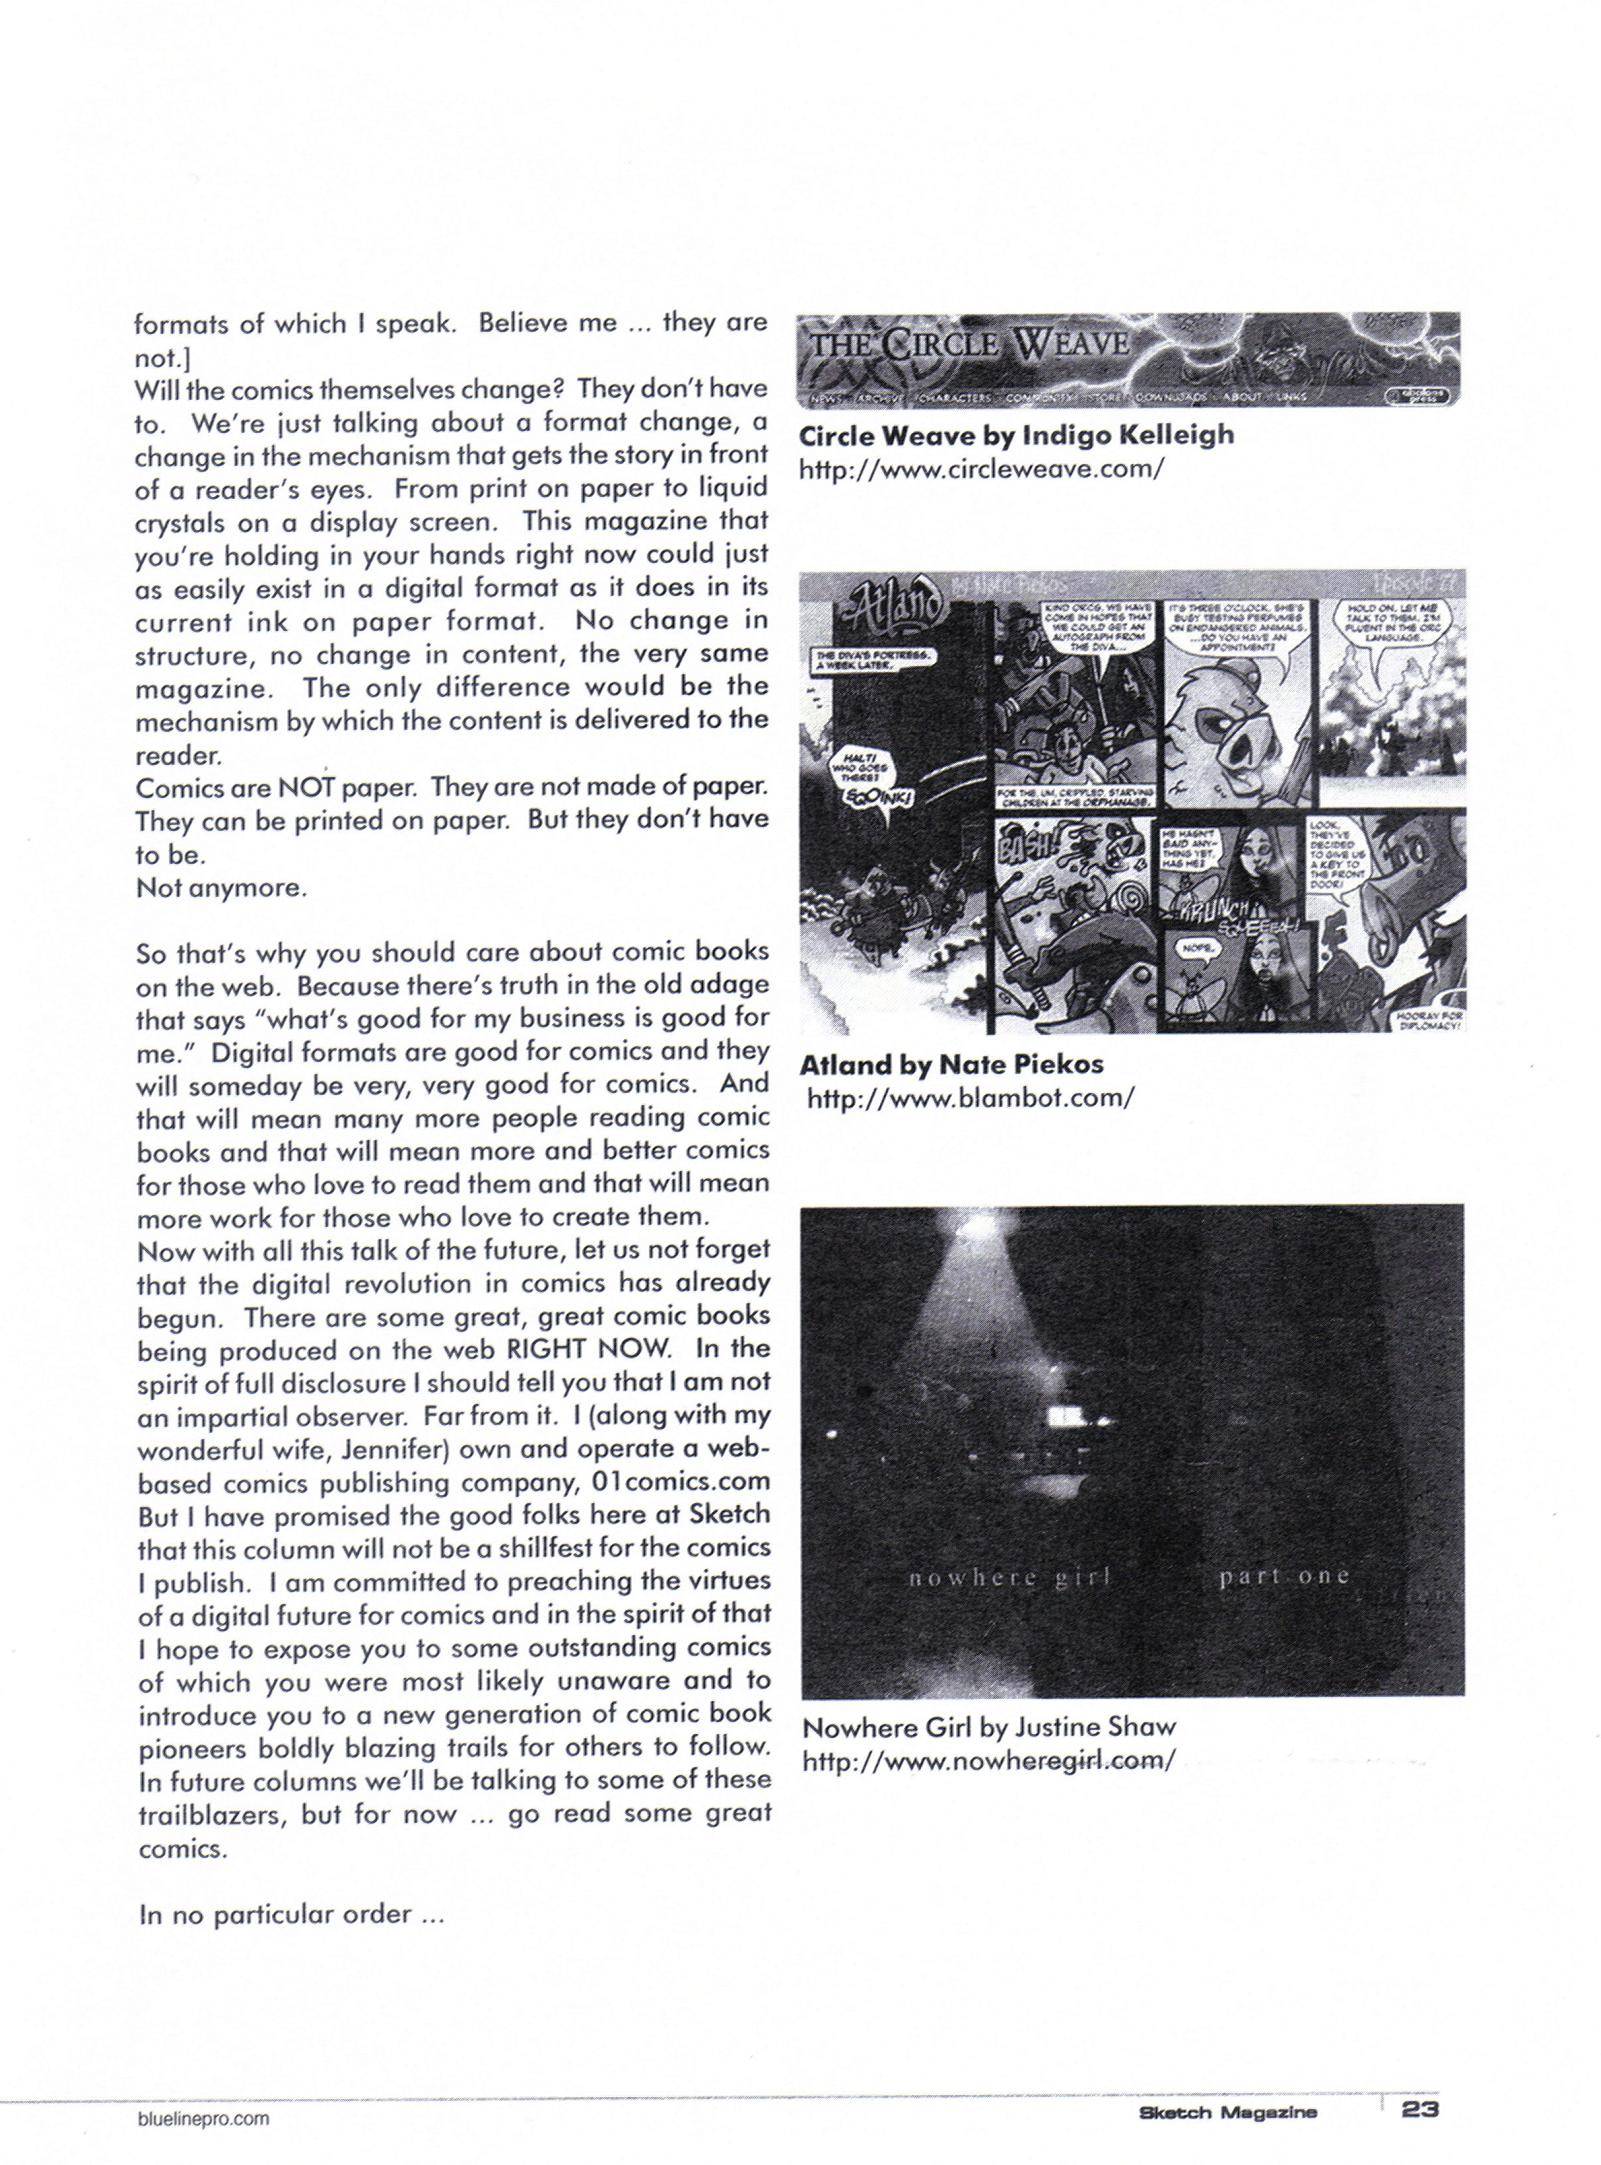 formats of which I speak.  Believe me ... they are
not.]
Will the comics themselves change?  They don't have
to.  We're just talking about a format change, a
change in the mechanism that gets the story in front
of a reader's eyes.  From print on paper to liquid
crystals on a display screen.  This magazine that
you're holding in your hands right now could just
as easily exist in a digital format as it does in its
current ink on paper format.  No change in
structure, no change in content, the very same
magazine.  The only difference would be the
mechanism by which the content is delivered to the
reader.
Comics are NOT paper.  They are not made of paper.
They can be printed on paper.  But they don't have
to be.
Not anymore.
So that's why you should care about comic books
on the web.  Because there's truth in the old adage
that says "what's good for my business is good for
me."  Digital formats are good for comics and they
will someday be very, very good for comics.  And
that will mean many more people reading comic
books and that will mean more and better comics
for those who love to read them and that will mean
more work for those who love to create them.
Now with all this talk of the future, let us not forget
that the digital revolution in comics has already
begun.  There are some great, great comic books
being produced on the web RIGHT NOW.  In the
spirit of full disclosure I should tell you that I am not
an impartial observer.  Far from it.  I (along with my
wonderful wife, Jennifer) own and operate a web-
based comics publishing company, 01comics.com
But I have promised the good folks here at Sketch
that this column will not be a shillfest for the comics
I publish.  I am committed to preaching the virtues
of a digital future for comics and in the spirit of that
I hope to expose you to some outstanding comics
of which you were most likely unaware and to
introduce you to a new generation of comic book
pioneers boldly blazing trails for others to follow.
In future columns we'll be talking to some of these
trailblazers, but for now ... go read some great
comics.
In no particular order ...
THE CIRCLE WEAVE
NEWS ARCHIVE CHARACTERS COMMUNITY STORE DOWNLOADS ABOUT LINKS
Circle Weave by Indigo Kelleigh
http://www.circleweave.com/
Atland by Nate Piekos Episode 27
THE DIVA'S FORTRESS.
A WEEK LATER.
HALT!
WHO GOES
THERE?
SQOINK!
KIND ORCS, WE HAVE
COME IN HOPES THAT
WE COULD GET AN
AUTOGRAPH FROM
THE DIVA...
FOR THE, UM, CRIPPLED, STARVING
CHILDREN AT THE ORPHANAGE.
IT'S THREE O'CLOCK. SHE'S
BUSY TESTING PERFUMES
ON ENDANGERED ANIMALS.
...DO YOU HAVE AN
APPOINTMENT?
HOLD ON. LET ME
TALK TO THEM. I'M
FLUENT IN THE ORC
LANGUAGE.
BASH!
HE HASN'T
SAID ANY-
THING YET,
HAS HE?
KRUNCH!
SQUEEEAH!
NOPE.
LOOK,
THEY'VE
DECIDED
TO GIVE US
A KEY TO
THE FRONT
DOOR!
HOORAY FOR
DIPLOMACY!
Atland by Nate Piekos
http://www.blambot.com/
nowhere girl part one
Nowhere Girl by Justine Shaw
http://www.nowheregirl.com/
bluelinepro.com
Sketch Magazine 23